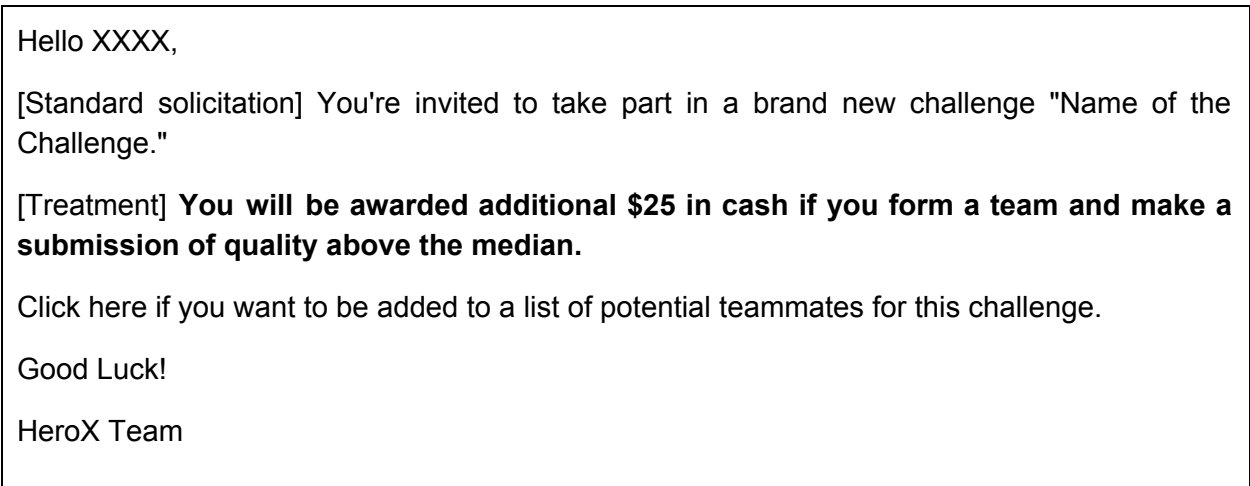 Hello XXXX,
[Standard solicitation] You're invited to take part in a brand new challenge "Name of the
Challenge."
[Treatment] You will be awarded additional $25 in cash if you form a team and make a
submission of quality above the median.
Click here if you want to be added to a list of potential teammates for this challenge.
Good Luck!
HeroX Team